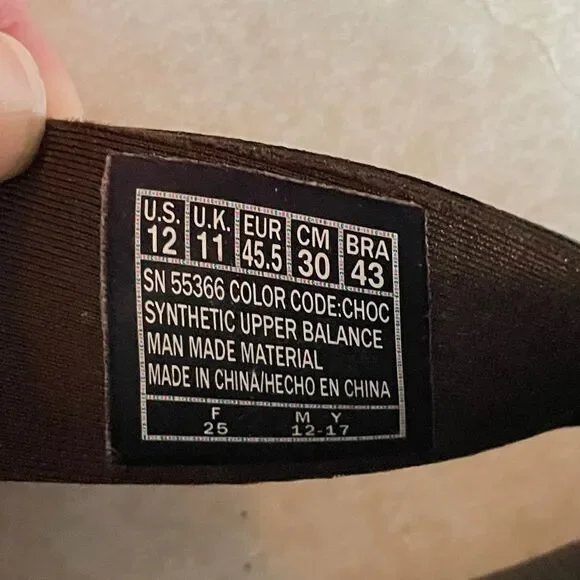 U.S. U.K. EUR CM BRA
12 11 45.5 30 43
SN 55366 COLOR CODE:CHOC
SYNTHETIC UPPER BALANCE
MAN MADE MATERIAL
MADE IN CHINA/HECHO EN CHINA
F M Y
25 12-17